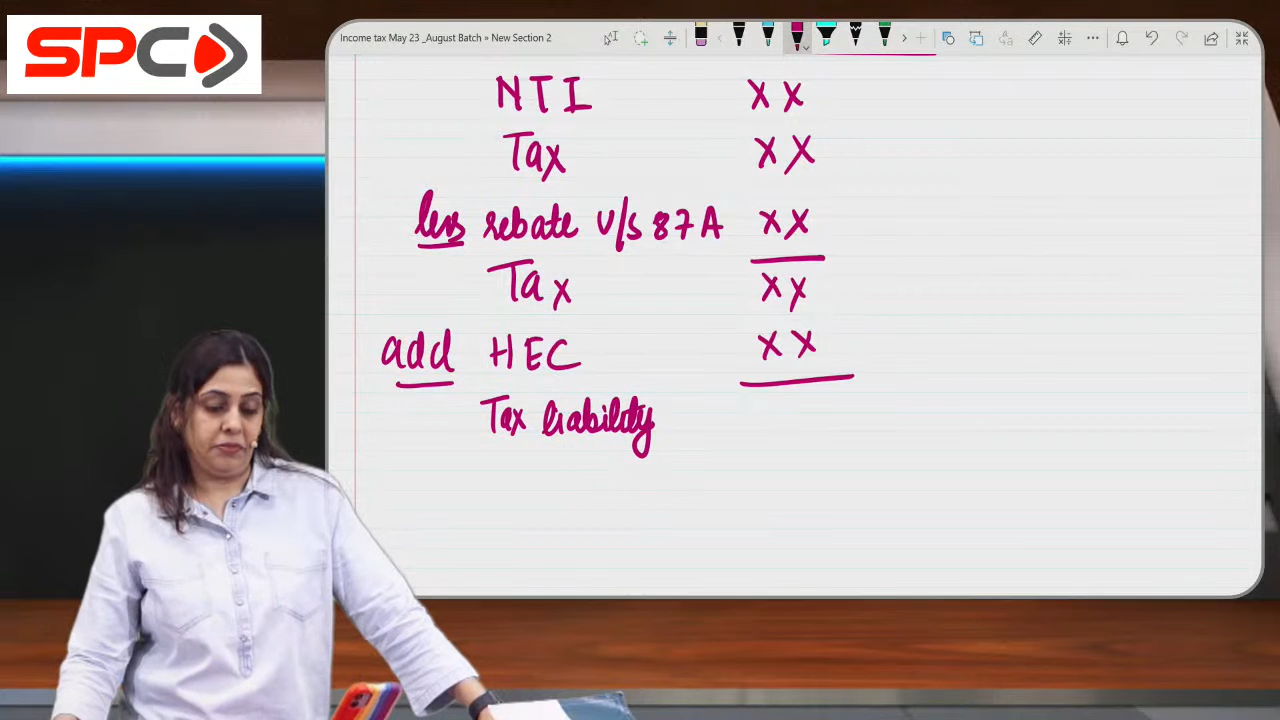 SPC
Income tax May 23 _August Batch » New Section 2
NTI XX
Tax XX
less rebate U/s 87A XX
Tax XX
add HEC XX
Tax liability